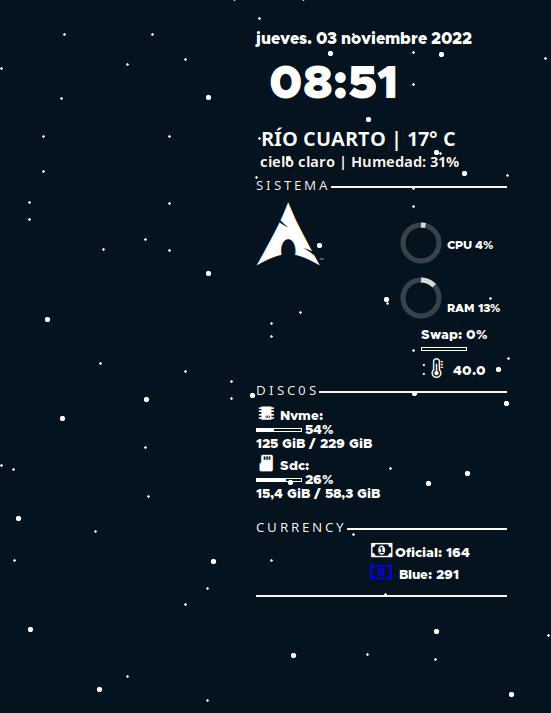 jueves. 03 noviembre 2022
08:51
RÍO CUARTO | 17° C
cielo claro | Humedad: 31%
SISTEMA
CPU 4%
RAM 13%
Swap: 0%
: 40.0
DISCOS
Nvme:
54%
125 GiB / 229 GiB
Sdc:
26%
15,4 GiB / 58,3 GiB
CURRENCY
Oficial: 164
Blue: 291